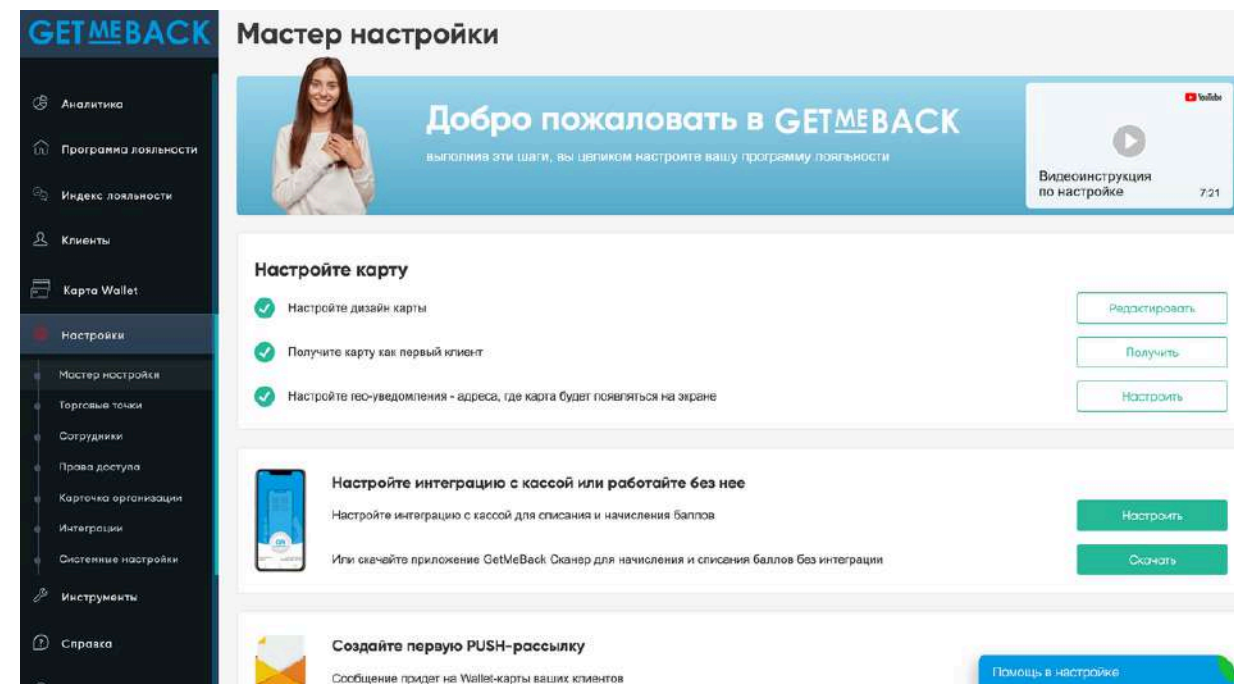 GETMEBACK
Аналитика
Программа лояльности
Индекс лояльности
Клиенты
Карта Wallet
Настройки
Мастер настройки
Торговые точки
Сотрудники
Права доступа
Карточка организации
Интеграции
Системные настройки
Инструменты
Справка
Мастер настройки
Добро пожаловать в GETMEBACK
выполнив эти шаги, вы целиком настроите вашу программу лояльности
YouTube
Видеоинструкция
по настройке 7:21
Настройте карту
Настройте дизайн карты
Редактировать
Получите карту как первый клиент
Получить
Настройте гео-уведомления - адреса, где карта будет появляться на экране
Настроить
Настройте интеграцию с кассой или работайте без нее
Настройте интеграцию с кассой для списания и начисления баллов
Настроить
Или скачайте приложение GetMeBack Сканер для начисления и списания баллов без интеграции
Скачать
Создайте первую PUSH-рассылку
Сообщение придет на Wallet-карты ваших клиентов
Помощь в настройке